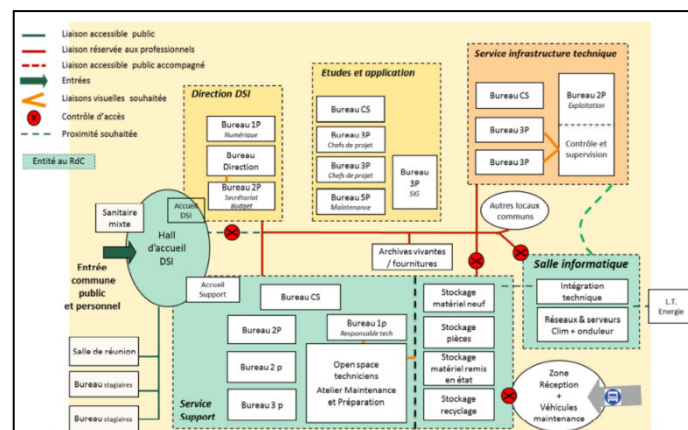 Liaison accessible public
Liaison réservée aux professionnels
Liaison accessible public accompagné
Entrées
Liaisons visuelles souhaitée
Contrôle d'accès
Proximité souhaitée
Entité au RdC
Direction DSI
Bureau 1P
Numérique
Bureau
Direction
Bureau 2P
Secrétariat
Budget
Etudes et application
Bureau CS
Bureau 3P
Chefs de projet
Bureau 3P
Chefs de projet
Bureau 5P
Maintenance
Bureau
3P
SIG
Service infrastructure technique
Bureau CS
Bureau 3P
Bureau 3P
Bureau 2P
Exploitation
Contrôle et
supervision
Sanitaire
mixte
Accueil
DSI
Hall
d'accueil
DSI
Entrée
commune
public
et personnel
Autres locaux
communs
Archives vivantes
/ fournitures
Salle informatique
Intégration
technique
Réseaux & serveurs
Clim + onduleur
L.T.
Energie
Accueil
Support
Bureau CS
Bureau 2P
Bureau 1p
Responsable tech
Bureau 2 p
Bureau 3 p
Open space
techniciens
Atelier Maintenance
et Préparation
Service
Support
Stockage
matériel neuf
Stockage
pièces
Stockage
matériel remis
en état
Stockage
recyclage
Zone
Réception
+
Véhicules
maintenance
Salle de réunion
Bureau stagiaires
Bureau stagiaires